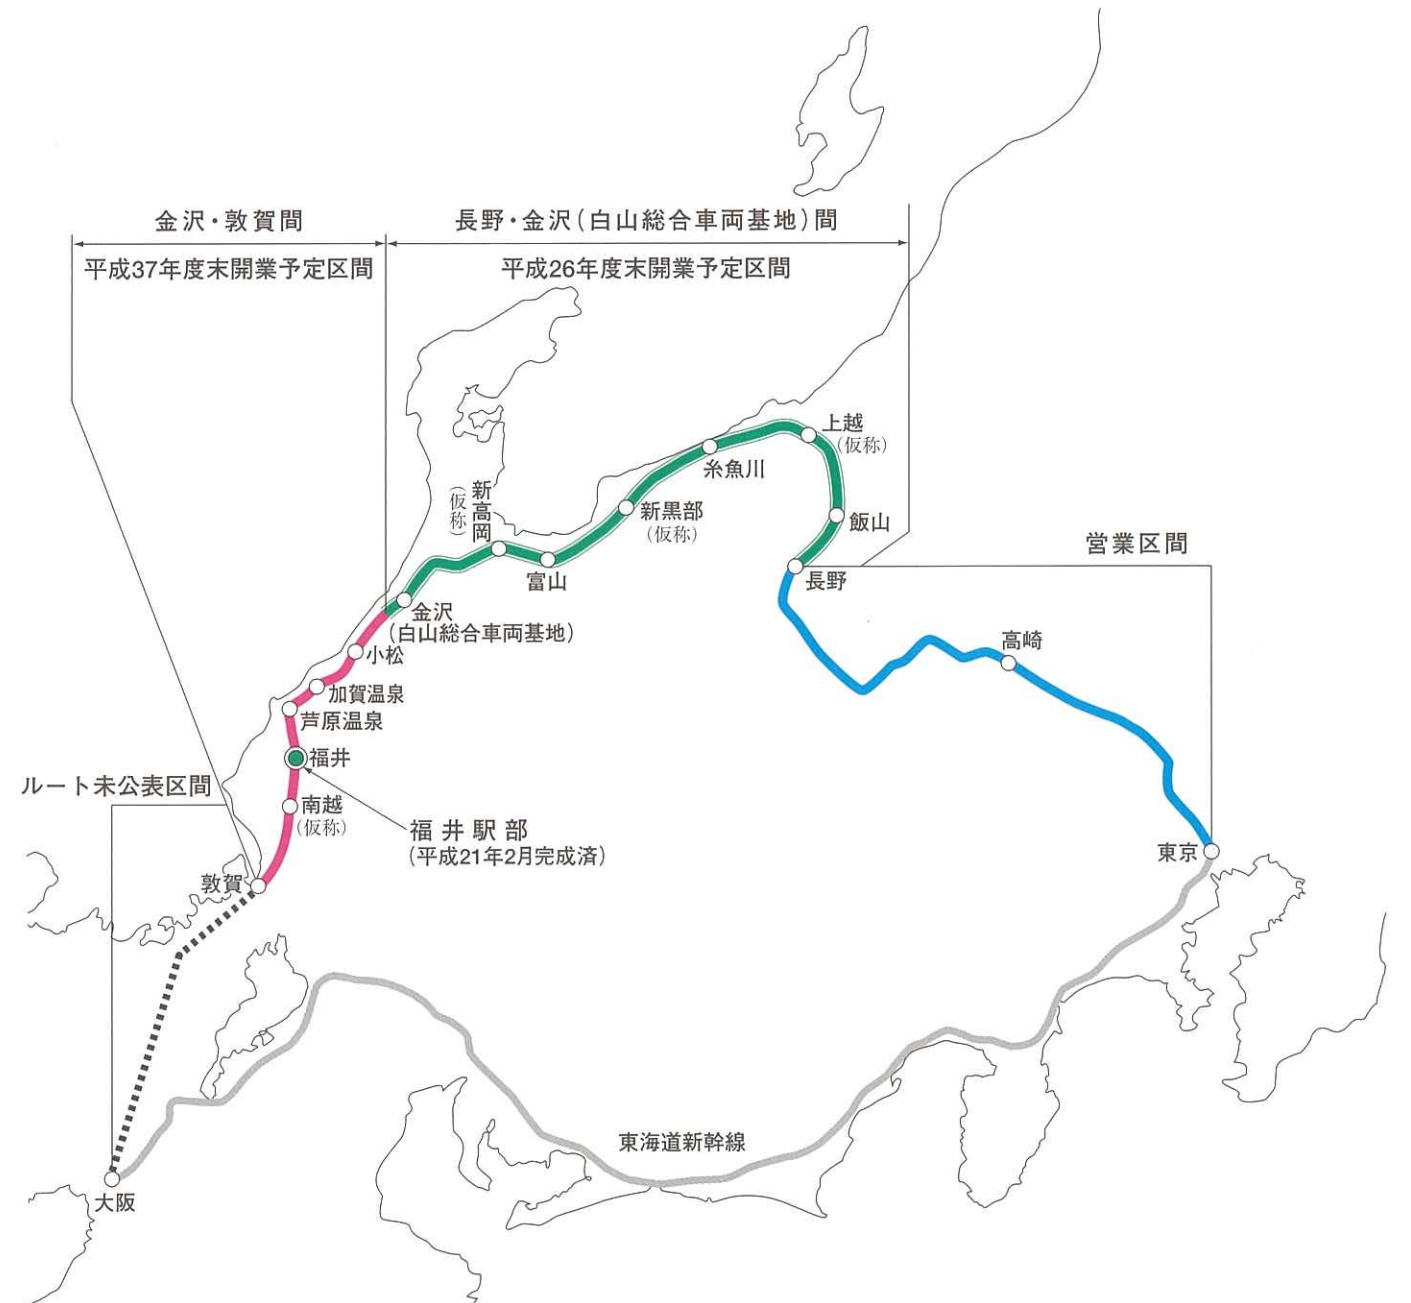 金沢・敦賀間
平成37年度末開業予定区間
長野・金沢(白山総合車両基地)間
平成26年度末開業予定区間
上越
(仮称)
糸魚川
新高岡
(仮称)
新黒部
(仮称)
飯山
営業区間
富山
長野
金沢
(白山総合車両基地)
小松
高崎
加賀温泉
芦原温泉
福井
ルート未公表区間
南越
(仮称)
福井駅部
(平成21年2月完成済)
東京
敦賀
東海道新幹線
大阪